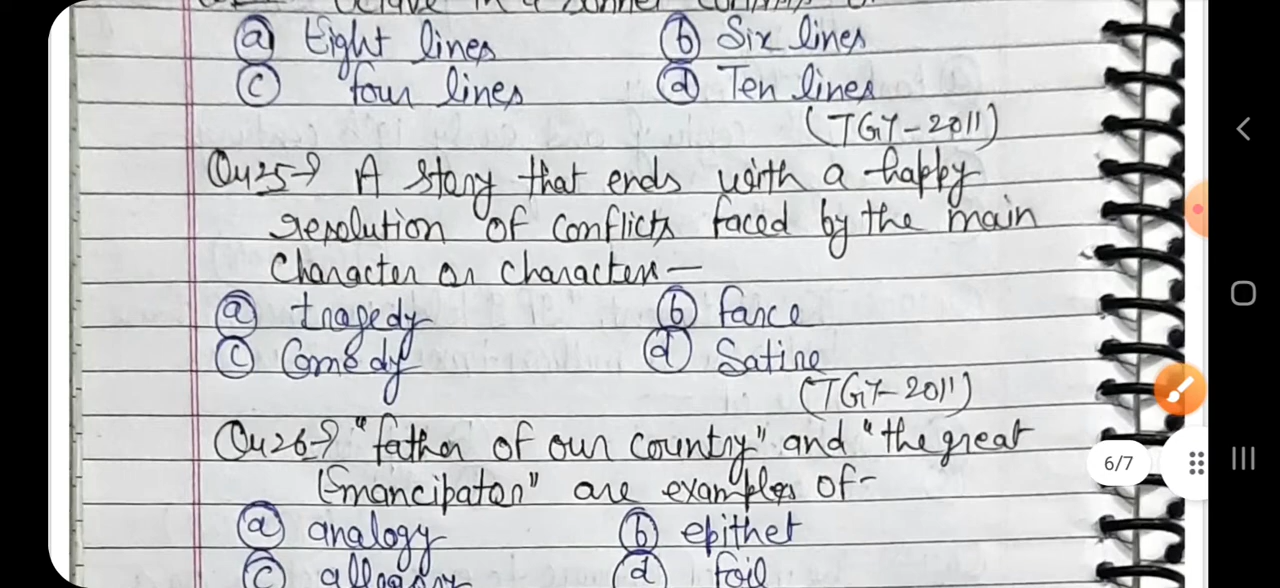 ⓐ Eight lines ⓑ Six lines
ⓒ four lines ⓓ Ten lines
(TGT-2011)
Qu25→ A story that ends with a happy
resolution of conflicts faced by the main
character or characters—
ⓐ tragedy ⓑ farce
ⓒ Comedy ⓓ Satire
(TGT-2011)
Qu26→ "father of our country" and "the great
Emancipator" are examples of-
ⓐ analogy ⓑ epithet
ⓒ ⓓ foil
6/7